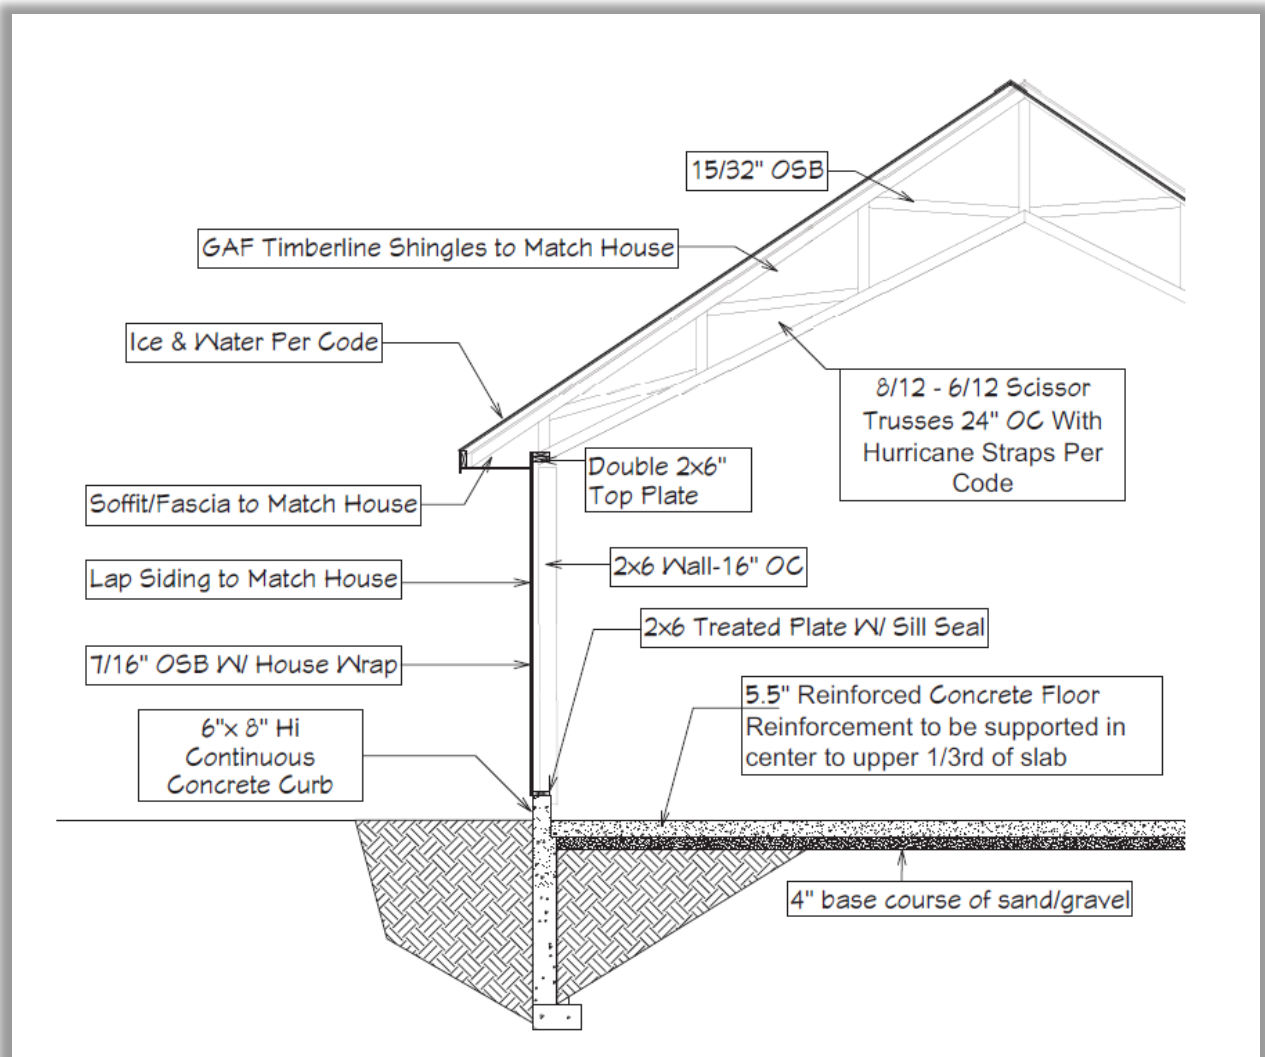 15/32" OSB
GAF Timberline Shingles to Match House
Ice & Water Per Code
8/12 - 6/12 Scissor
Trusses 24" OC With
Hurricane Straps Per
Code
Double 2x6"
Top Plate
Soffit/Fascia to Match House
2x6 Wall-16" OC
Lap Siding to Match House
2x6 Treated Plate W/ Sill Seal
7/16" OSB W/ House Wrap
5.5" Reinforced Concrete Floor
Reinforcement to be supported in
center to upper 1/3rd of slab
6"x 8" Hi
Continuous
Concrete Curb
4" base course of sand/gravel